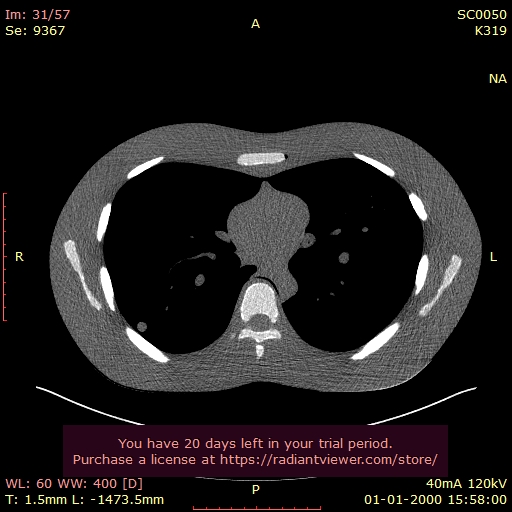 Im: 31/57
Se: 9367
A
SC0050
K319
NA
R
L
You have 20 days left in your trial period.
Purchase a license at https://radiantviewer.com/store/
WL: 60 WW: 400 [D]
T: 1.5mm L: -1473.5mm
P
40mA 120kV
01-01-2000 15:58:00